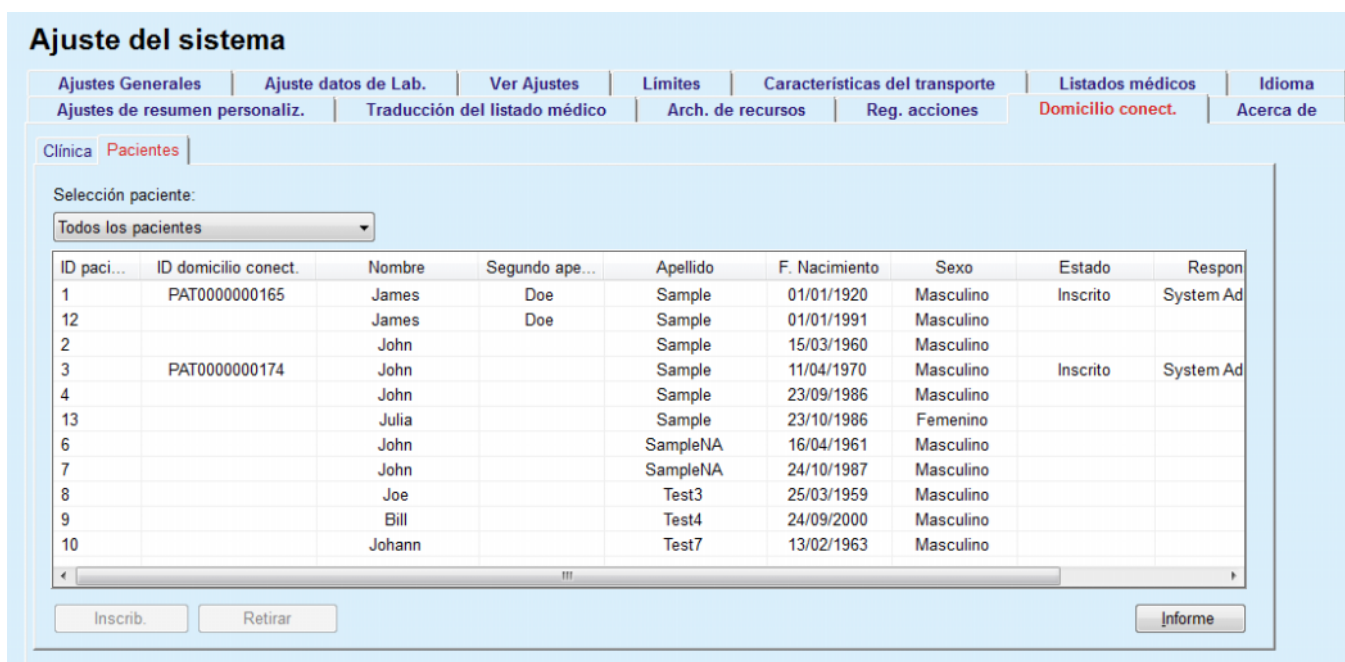 Ajuste del sistema
Ajustes Generales Ajuste datos de Lab. Ver Ajustes Límites Características del transporte Listados médicos Idioma
Ajustes de resumen personaliz. Traducción del listado médico Arch. de recursos Reg. acciones Domicilio conect. Acerca de
Clínica Pacientes
Selección paciente:
Todos los pacientes
ID paci... ID domicilio conect. Nombre Segundo ape... Apellido F. Nacimiento Sexo Estado Respon
1 PAT0000000165 James Doe Sample 01/01/1920 Masculino Inscrito System Ad
12 James Doe Sample 01/01/1991 Masculino
2 John Sample 15/03/1960 Masculino
3 PAT0000000174 John Sample 11/04/1970 Masculino Inscrito System Ad
4 John Sample 23/09/1986 Masculino
13 Julia Sample 23/10/1986 Femenino
6 John SampleNA 16/04/1961 Masculino
7 John SampleNA 24/10/1987 Masculino
8 Joe Test3 25/03/1959 Masculino
9 Bill Test4 24/09/2000 Masculino
10 Johann Test7 13/02/1963 Masculino
Inscrib. Retirar Informe